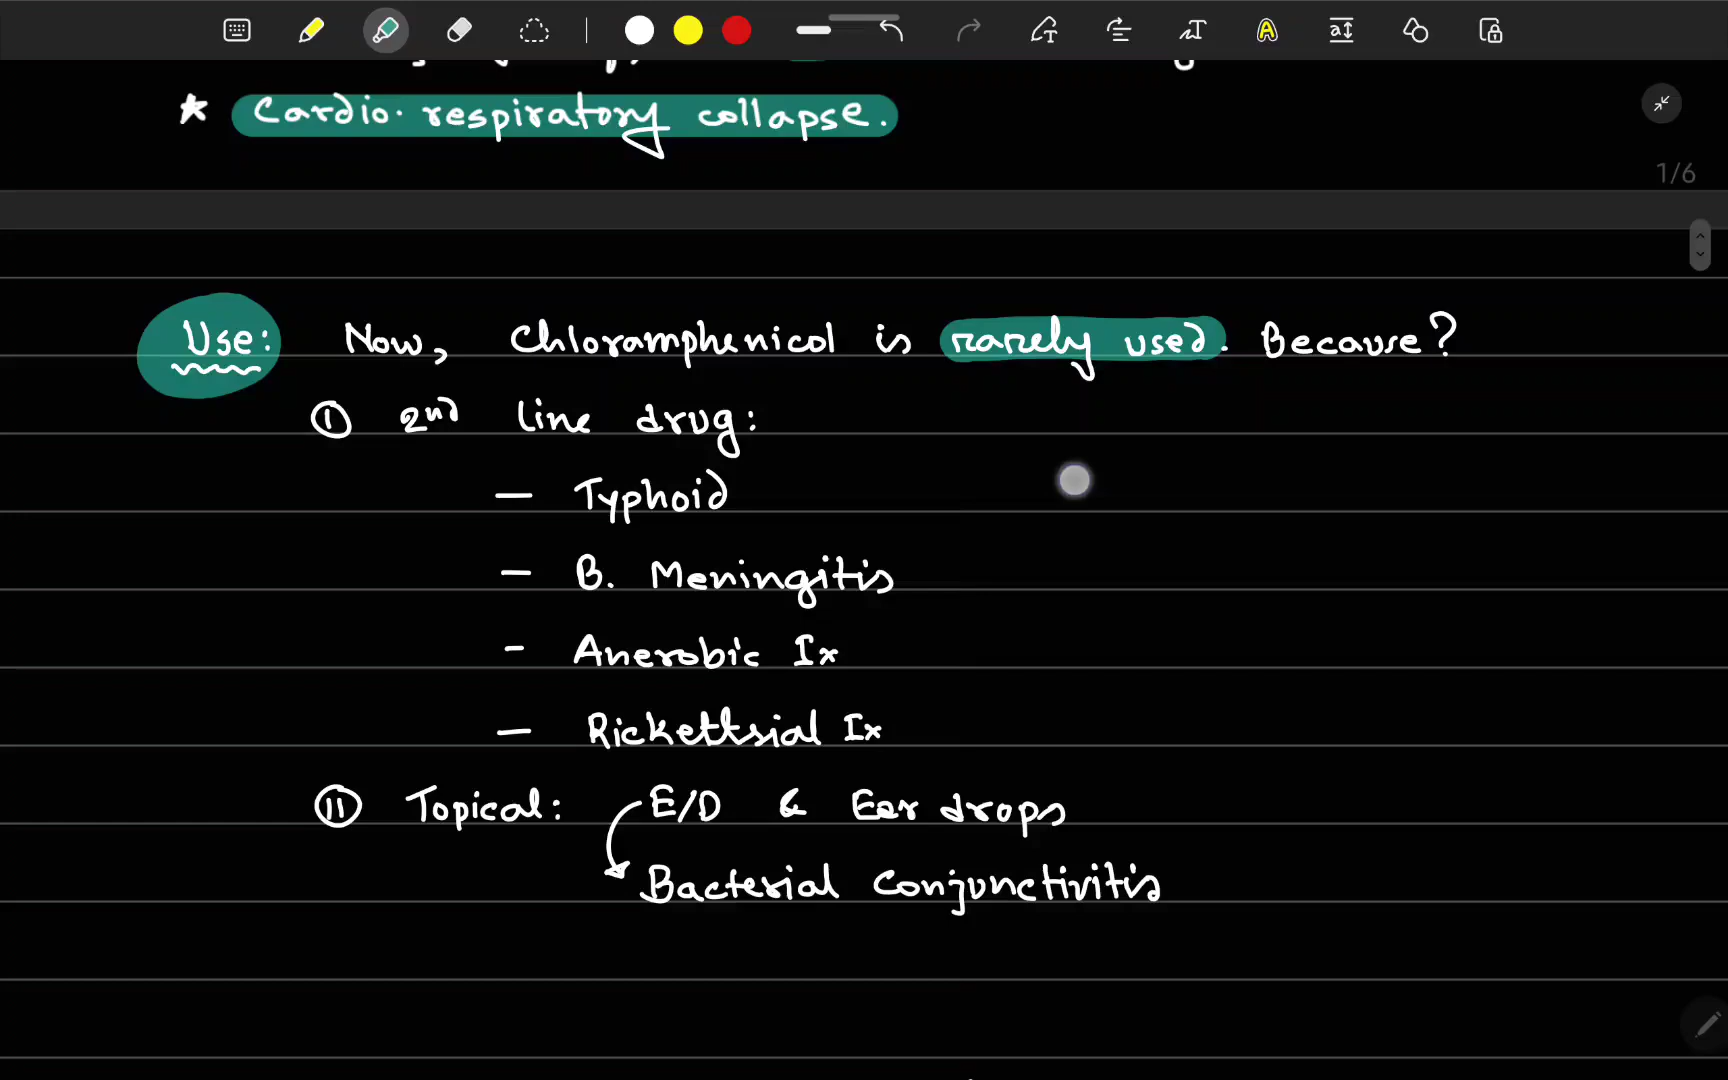 ★ Cardio. respiratory collapse.
1/6
Use: Now, Chloramphenicol is rarely used. Because?
① 2nd line drug:
— Typhoid
— B. Meningitis
- Anerobic Ix
— Rickettsial Ix
⑪ Topical: E/D & Ear drops
Bacterial conjunctivitis